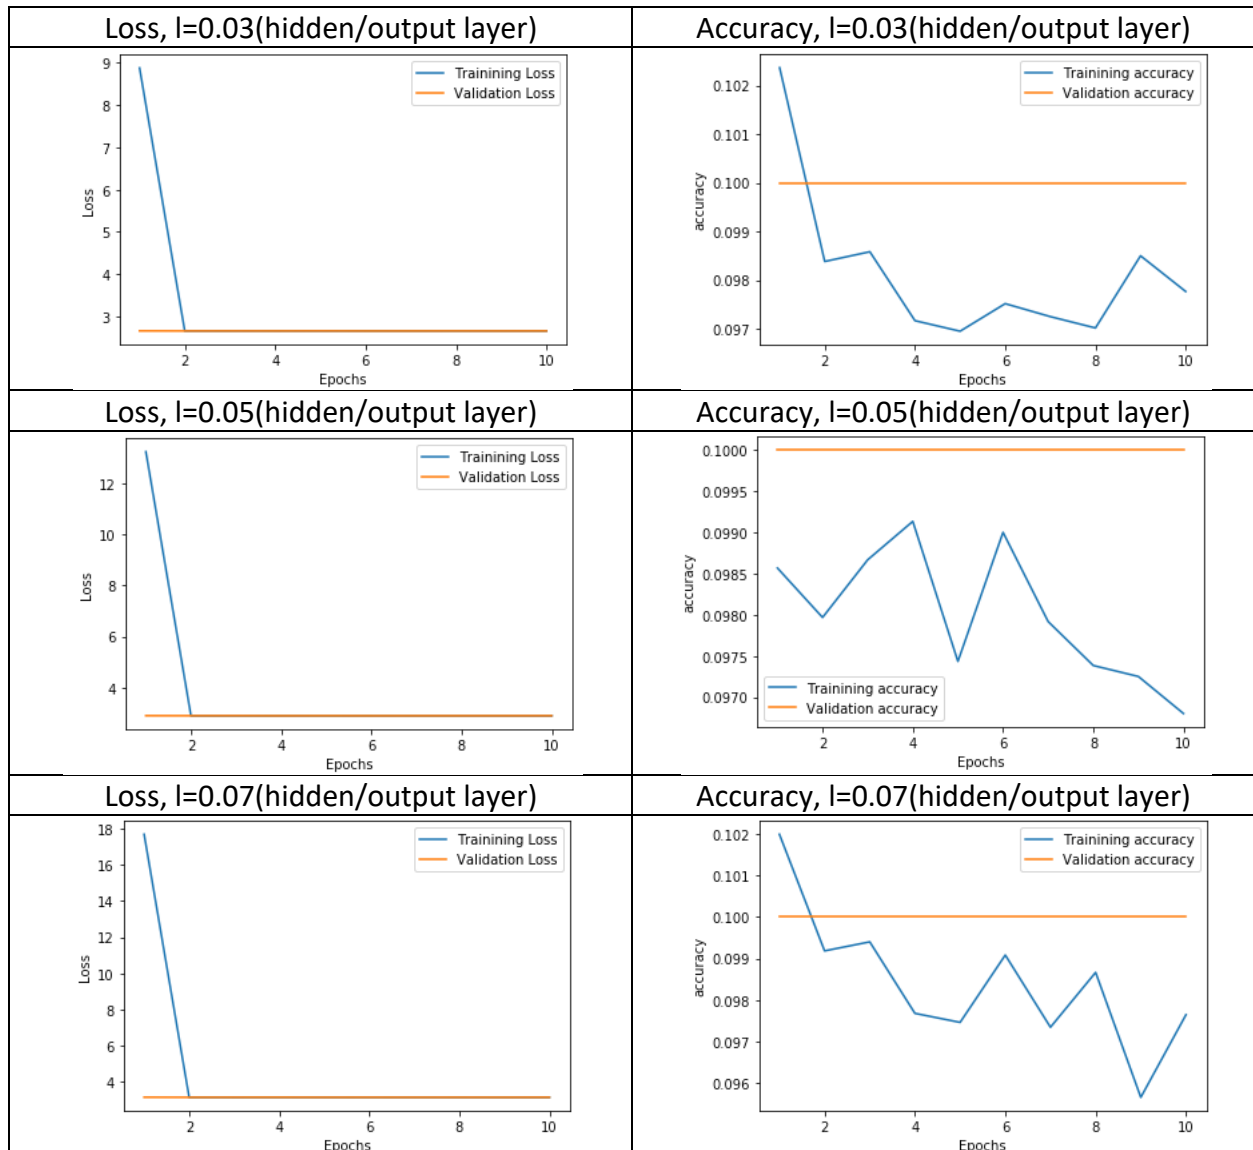 Loss, l=0.03(hidden/output layer)
Accuracy, l=0.03(hidden/output layer)
9
8
7
6
5
4
3
Loss
Trainining Loss
Validation Loss
2 4 6 8 10
Epochs
0.102
0.101
0.100
0.099
0.098
0.097
accuracy
Trainining accuracy
Validation accuracy
2 4 6 8 10
Epochs
Loss, l=0.05(hidden/output layer)
Accuracy, l=0.05(hidden/output layer)
12
10
8
6
4
Loss
Trainining Loss
Validation Loss
2 4 6 8 10
Epochs
0.1000
0.0995
0.0990
0.0985
0.0980
0.0975
0.0970
accuracy
Trainining accuracy
Validation accuracy
2 4 6 8 10
Epochs
Loss, l=0.07(hidden/output layer)
Accuracy, l=0.07(hidden/output layer)
18
16
14
12
10
8
6
4
Loss
Trainining Loss
Validation Loss
2 4 6 8 10
Epochs
0.102
0.101
0.100
0.099
0.098
0.097
0.096
accuracy
Trainining accuracy
Validation accuracy
2 4 6 8 10
Epochs